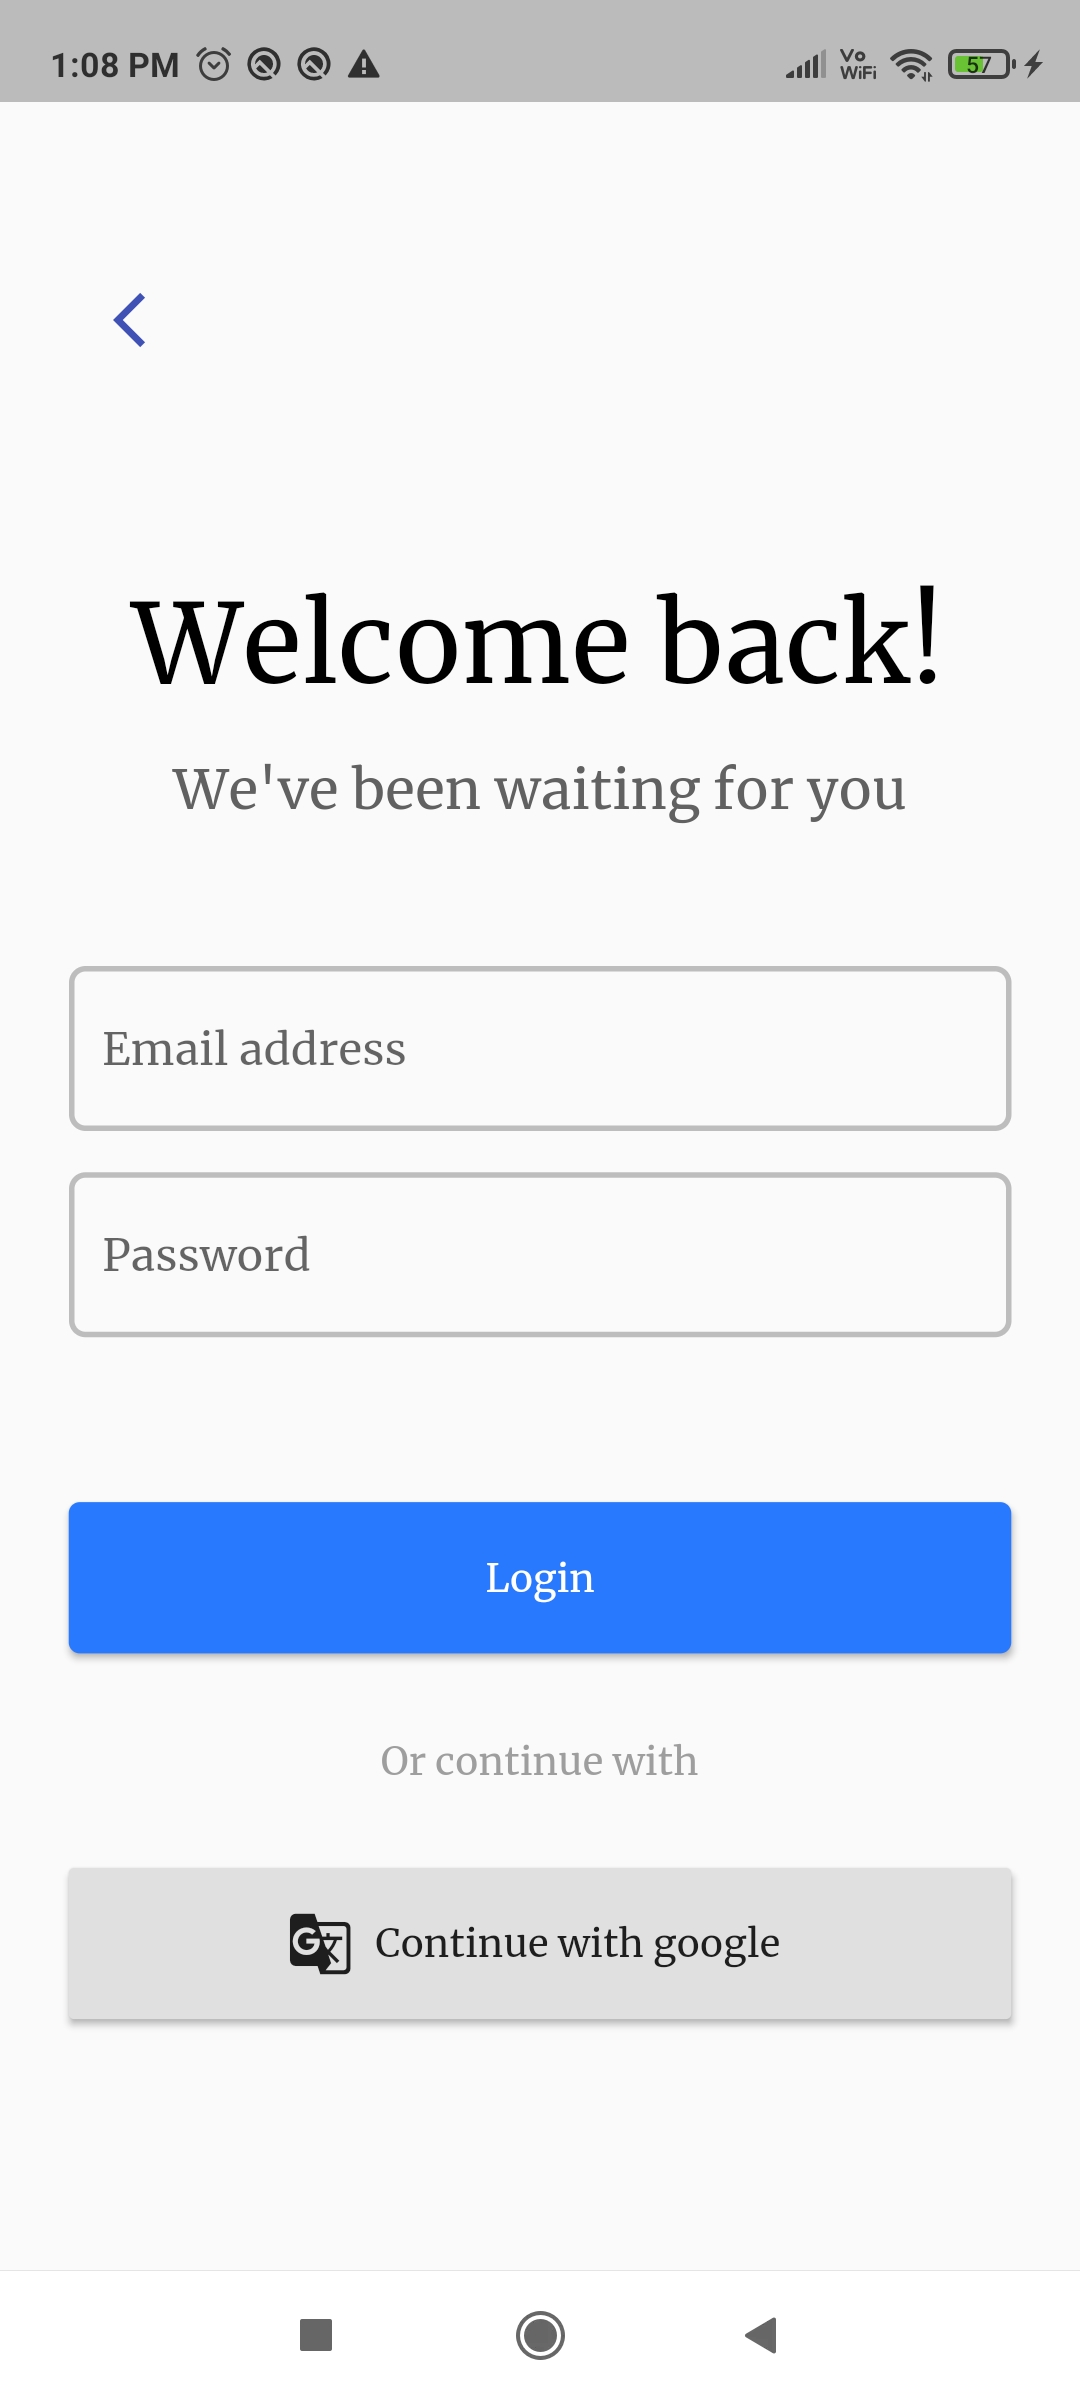 1:08 PM
Vo
WiFi
57
Welcome back!
We've been waiting for you
Email address
Password
Login
Or continue with
Continue with google